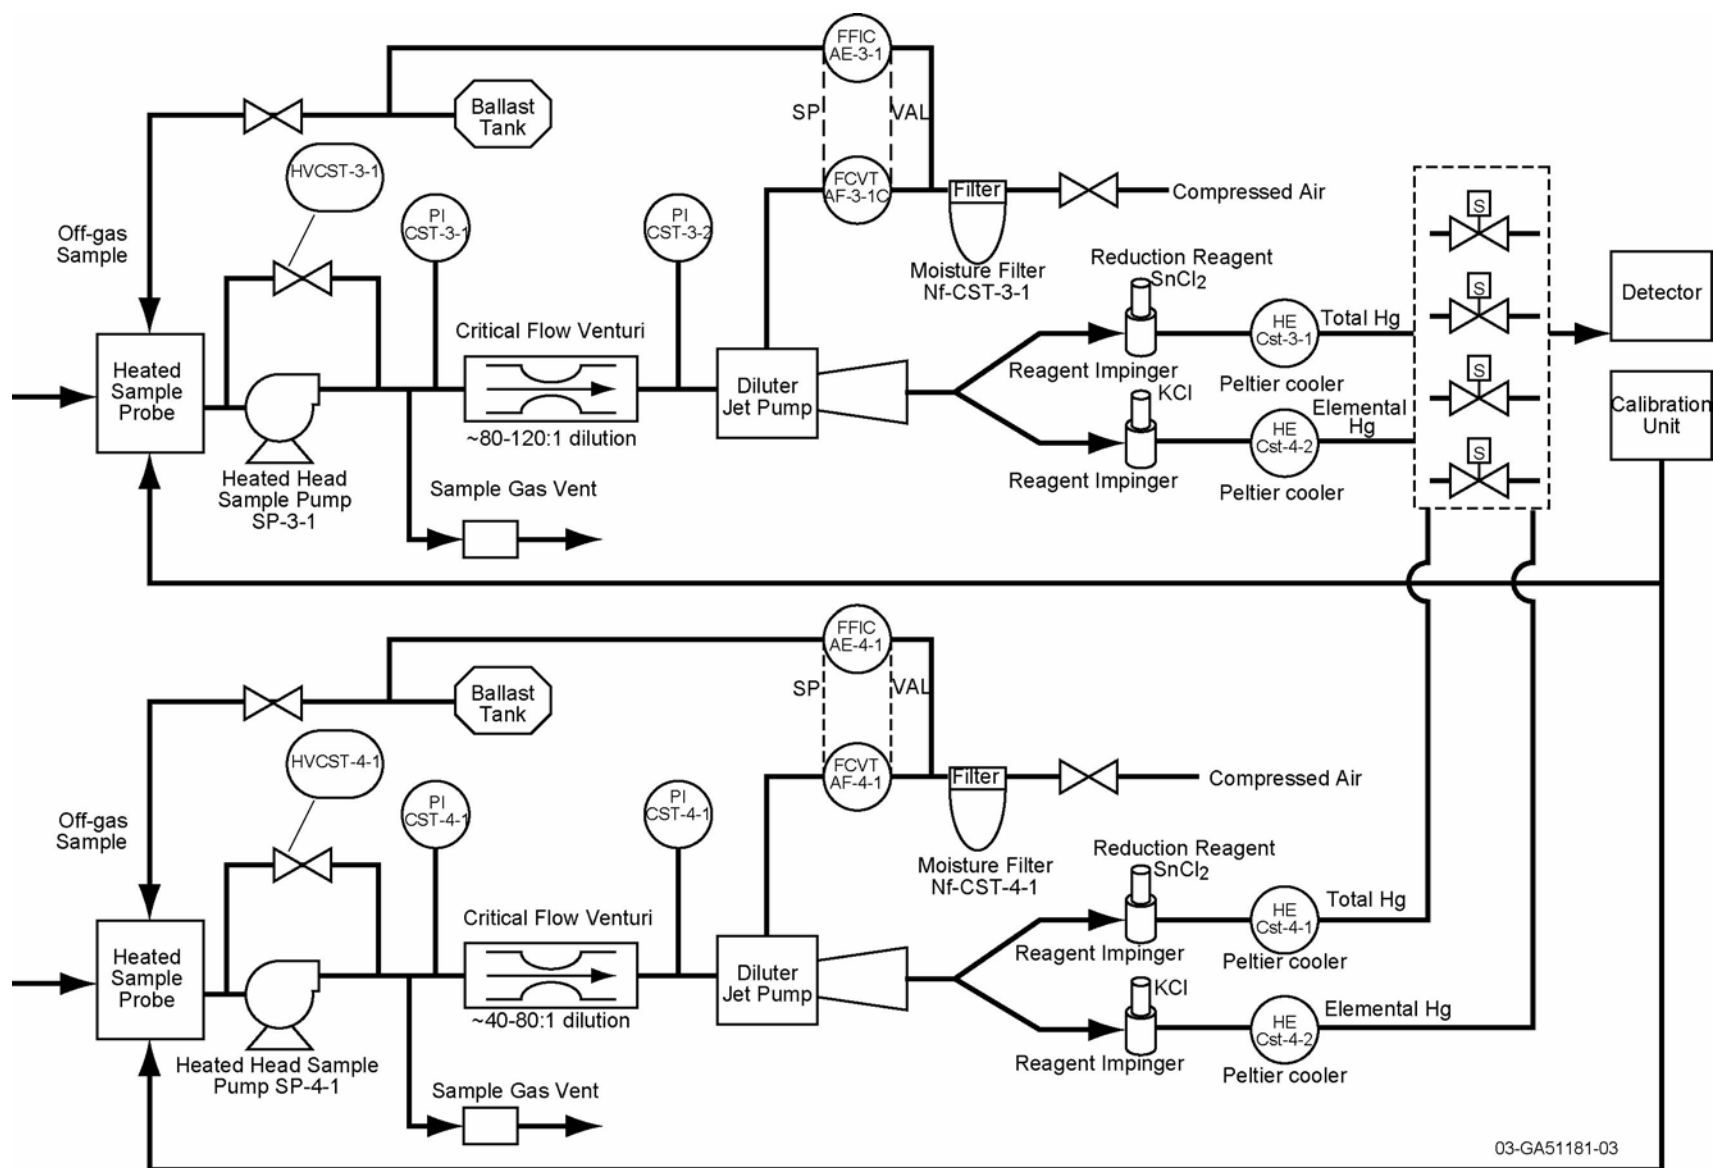 FFIC
AE-3-1
Ballast
Tank
SP
VAL
HVCST-3-1
FCVT
AF-3-1C
Filter
Compressed Air
Off-gas
Sample
PI
CST-3-1
PI
CST-3-2
Moisture Filter
Nf-CST-3-1
Reduction Reagent
SnCl2
S
S
S
S
Detector
Heated
Sample
Probe
Critical Flow Venturi
~80-120:1 dilution
Diluter
Jet Pump
Reagent Impinger
HE
Cst-3-1
Total Hg
Peltier cooler
KCl
Elemental
Hg
HE
Cst-4-2
Reagent Impinger
Peltier cooler
Calibration
Unit
Heated Head
Sample Pump
SP-3-1
Sample Gas Vent
FFIC
AE-4-1
Ballast
Tank
SP
VAL
HVCST-4-1
FCVT
AF-4-1
Filter
Compressed Air
Off-gas
Sample
PI
CST-4-1
PI
CST-4-1
Moisture Filter
Nf-CST-4-1
Reduction Reagent
SnCl2
Heated
Sample
Probe
Critical Flow Venturi
~40-80:1 dilution
Diluter
Jet Pump
Reagent Impinger
HE
Cst-4-1
Total Hg
Peltier cooler
KCl
HE
Cst-4-2
Elemental Hg
Reagent Impinger
Peltier cooler
Heated Head Sample
Pump SP-4-1
Sample Gas Vent
03-GA51181-03